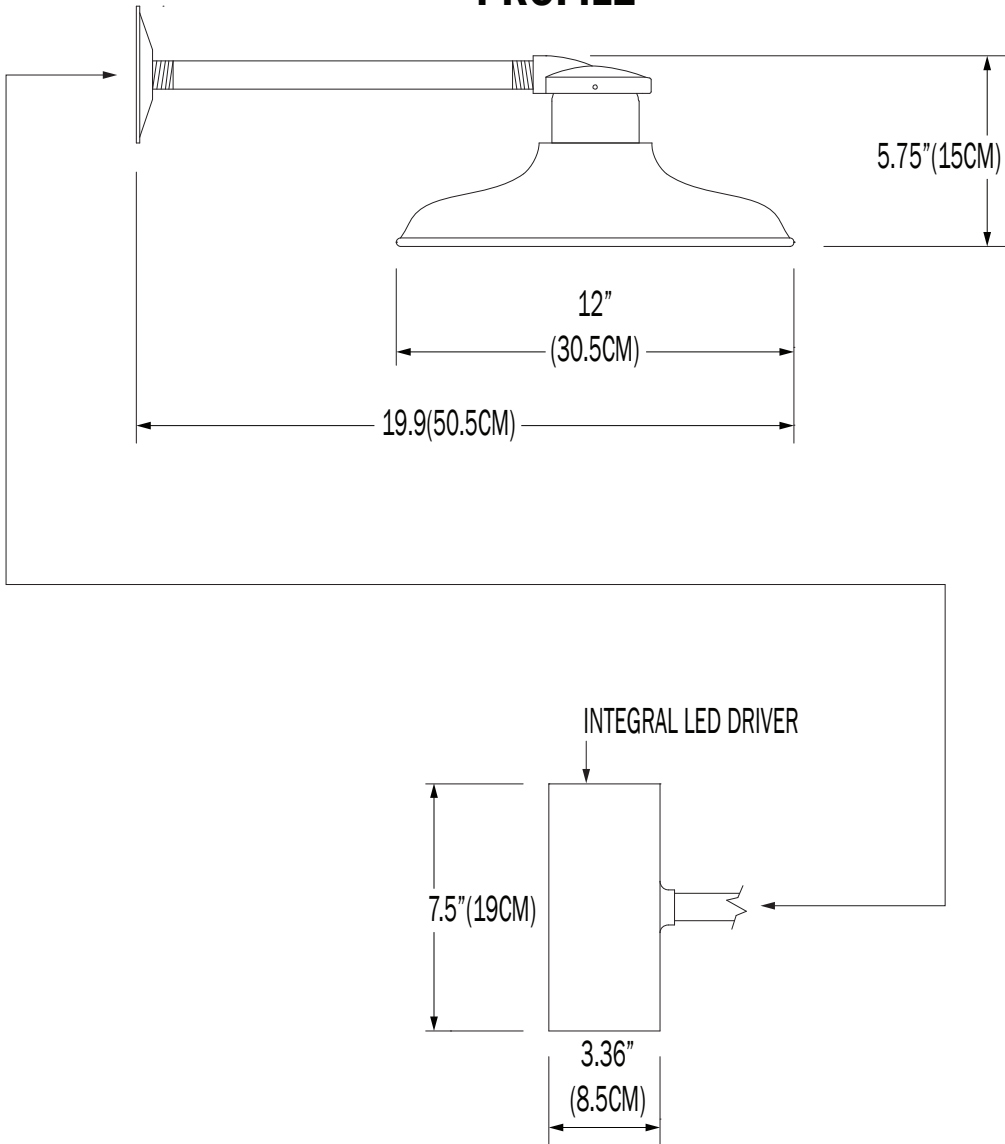 PROFILE
5.75”(15CM)
12”
(30.5CM)
19.9(50.5CM)
INTEGRAL LED DRIVER
7.5”(19CM)
3.36”
(8.5CM)